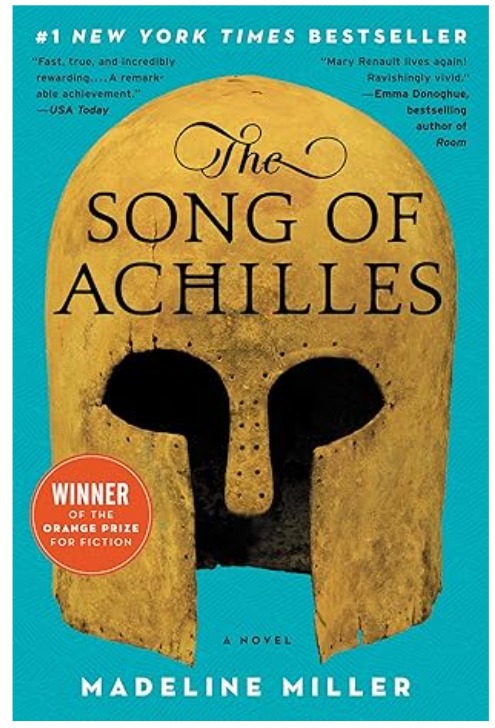 #1 NEW YORK TIMES BESTSELLER
"Fast, true, and incredibly
rewarding.... A remark-
able achievement."
—USA Today
"Mary Renault lives again!
Ravishingly vivid."
—Emma Donoghue,
bestselling
author of
Room
The
SONG OF
ACHILLES
WINNER
OF THE
ORANGE PRIZE
FOR FICTION
A NOVEL
MADELINE MILLER